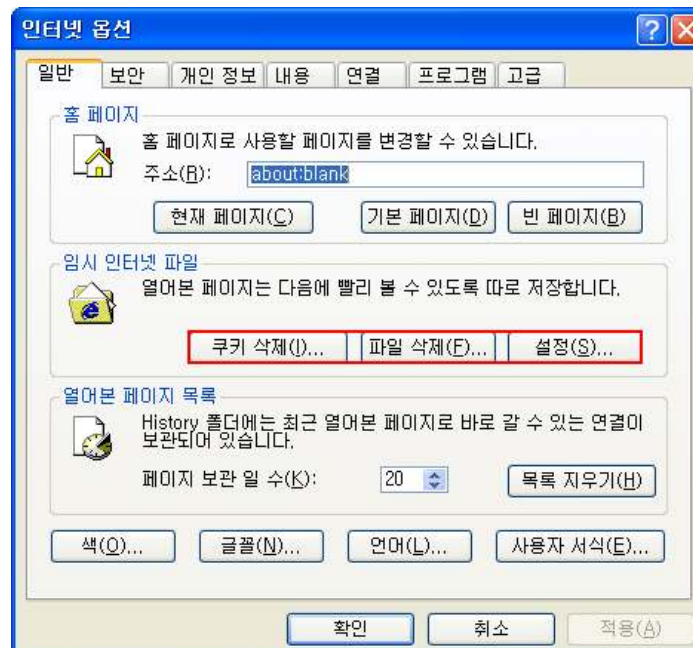 인터넷 옵션
일반 보안 개인 정보 내용 연결 프로그램 고급
홈 페이지
홈 페이지로 사용할 페이지를 변경할 수 있습니다.
주소(R): about:blank
현재 페이지(C) 기본 페이지(D) 빈 페이지(B)
임시 인터넷 파일
열어본 페이지는 다음에 빨리 볼 수 있도록 따로 저장합니다.
쿠키 삭제(I)... 파일 삭제(F)... 설정(S)...
열어본 페이지 목록
History 폴더에는 최근 열어본 페이지로 바로 갈 수 있는 연결이
보관되어 있습니다.
페이지 보관 일 수(K): 20 목록 지우기(H)
색(O)... 글꼴(N)... 언어(L)... 사용자 서식(E)...
확인 취소 적용(A)